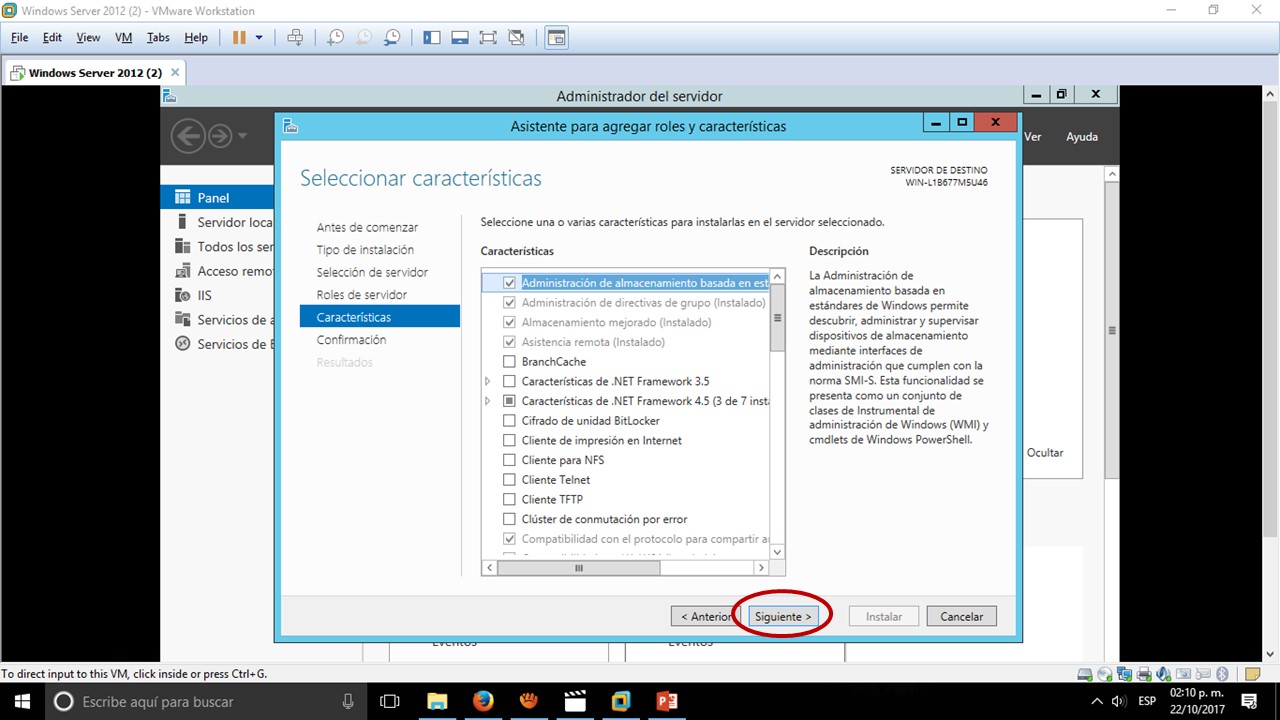 Windows Server 2012 (2) - VMware Workstation
File Edit View VM Tabs Help
Windows Server 2012 (2)
Administrador del servidor
Ver Ayuda
Panel
Servidor loca
Todos los ser
Acceso remo
IIS
Servicios de a
Servicios de E
Asistente para agregar roles y características
Seleccionar características
SERVIDOR DE DESTINO
WIN-L1B677M5U46
Antes de comenzar
Tipo de instalación
Selección de servidor
Roles de servidor
Características
Confirmación
Resultados
Seleccione una o varias características para instalarlas en el servidor seleccionado.
Características
Administración de almacenamiento basada en est
Administración de directivas de grupo (Instalado)
Almacenamiento mejorado (Instalado)
Asistencia remota (Instalado)
BranchCache
Características de .NET Framework 3.5
Características de .NET Framework 4.5 (3 de 7 insta
Cifrado de unidad BitLocker
Cliente de impresión en Internet
Cliente para NFS
Cliente Telnet
Cliente TFTP
Clúster de conmutación por error
Compatibilidad con el protocolo para compartir a
Descripción
La Administración de
almacenamiento basada en
estándares de Windows permite
descubrir, administrar y supervisar
dispositivos de almacenamiento
mediante interfaces de
administración que cumplen con la
norma SMI-S. Esta funcionalidad se
presenta como un conjunto de
clases de Instrumental de
administración de Windows (WMI) y
cmdlets de Windows PowerShell.
Ocultar
< Anterior Siguiente > Instalar Cancelar
Eventos Eventos
To direct input to this VM, click inside or press Ctrl+G.
Escribe aquí para buscar
ESP
02:10 p. m.
22/10/2017